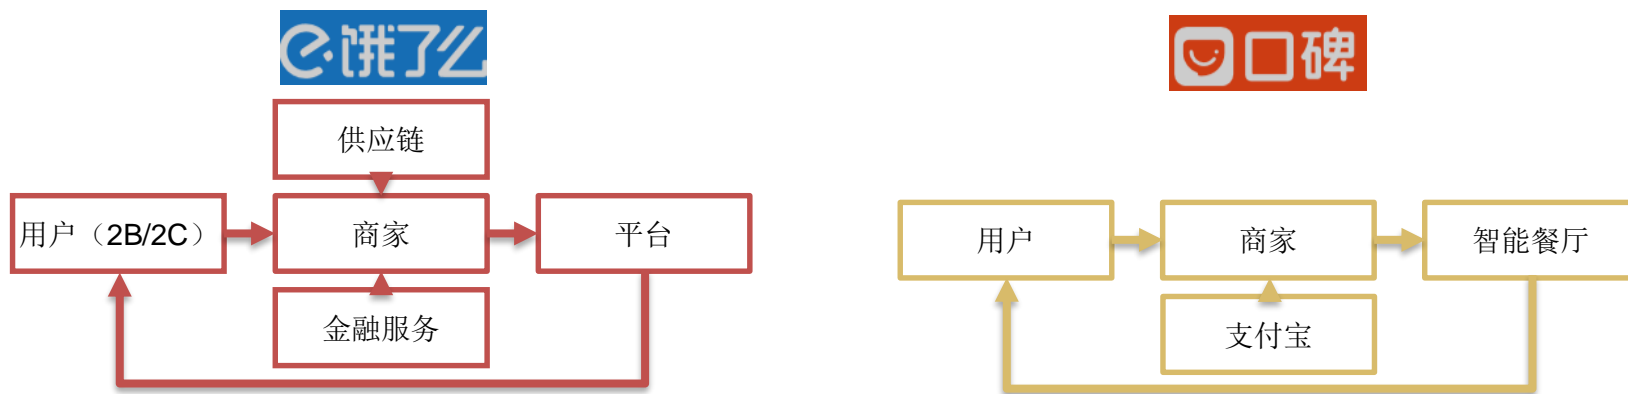 饿了么
口碑
供应链
用户（2B/2C）
商家
平台
金融服务
用户
商家
智能餐厅
支付宝